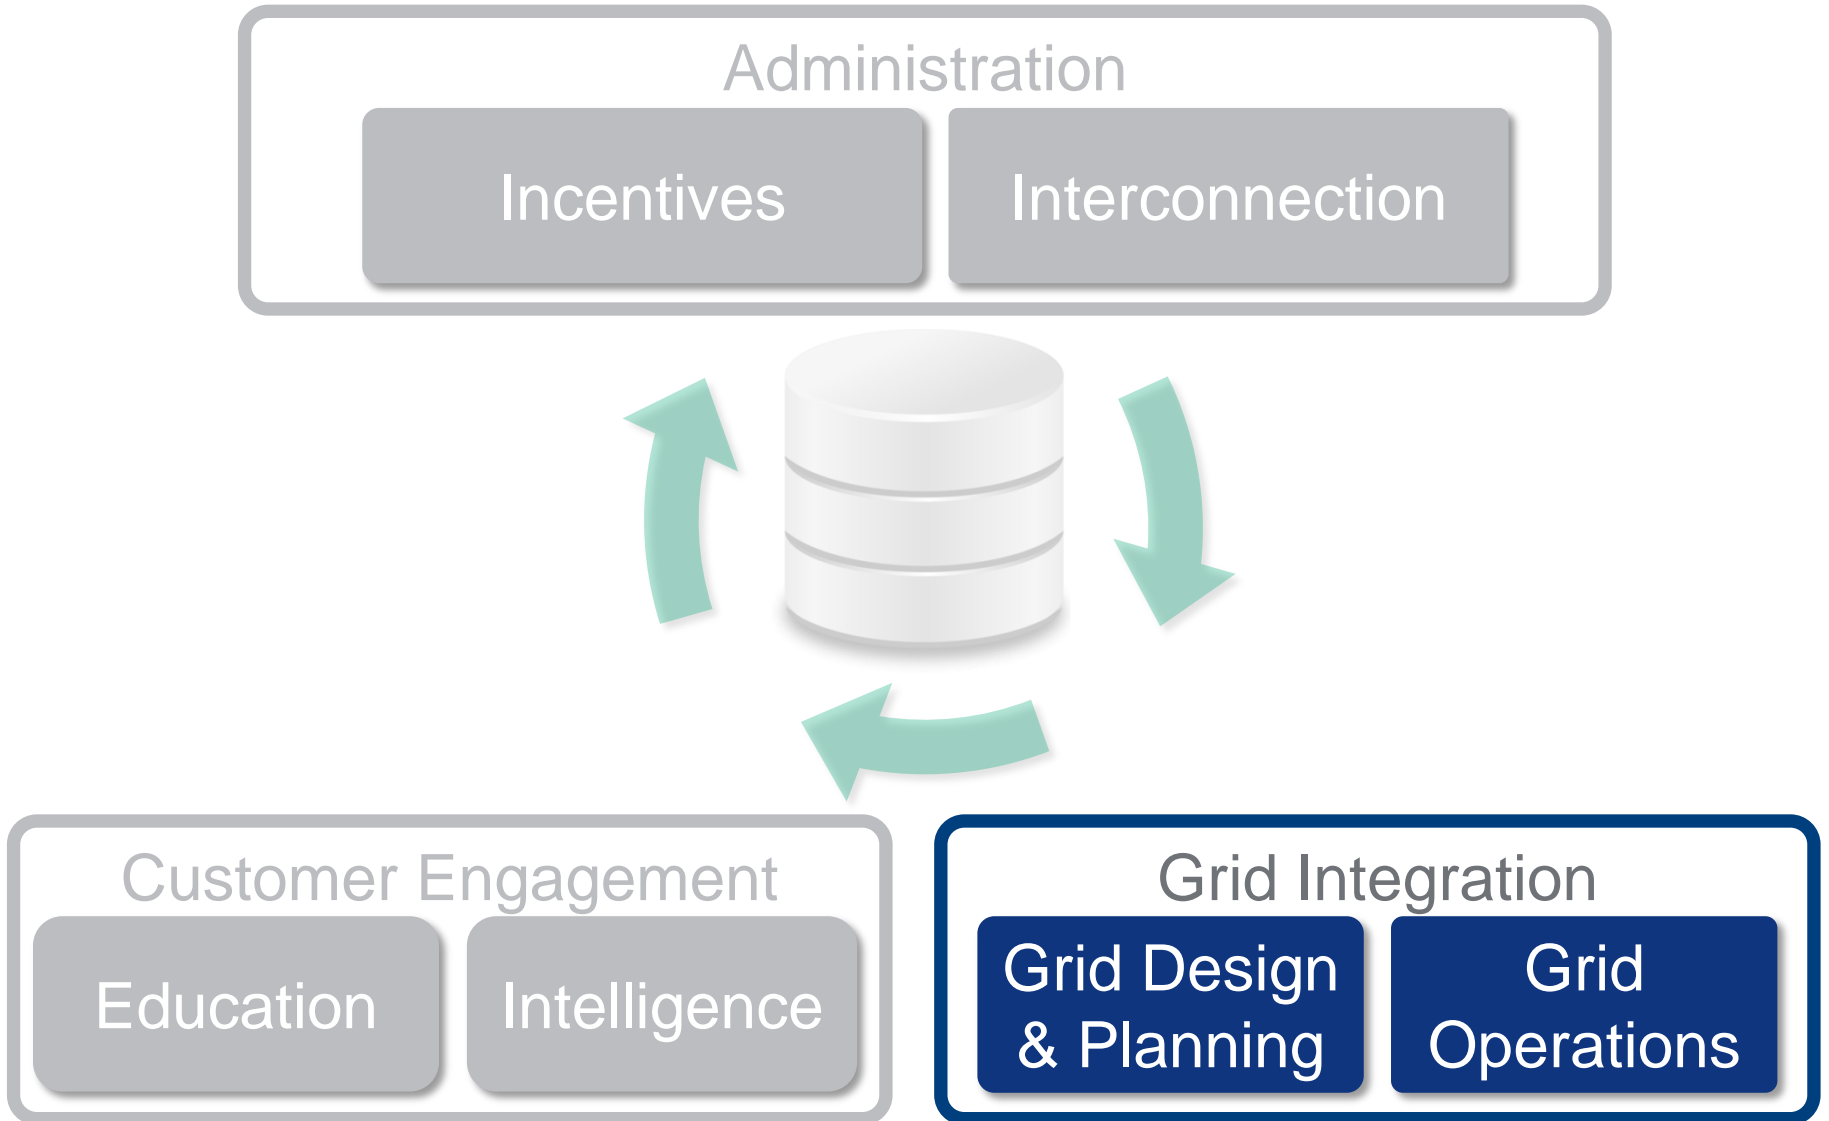 Administration
Incentives
Interconnection
Customer Engagement
Education
Intelligence
Grid Integration
Grid Design
& Planning
Grid
Operations